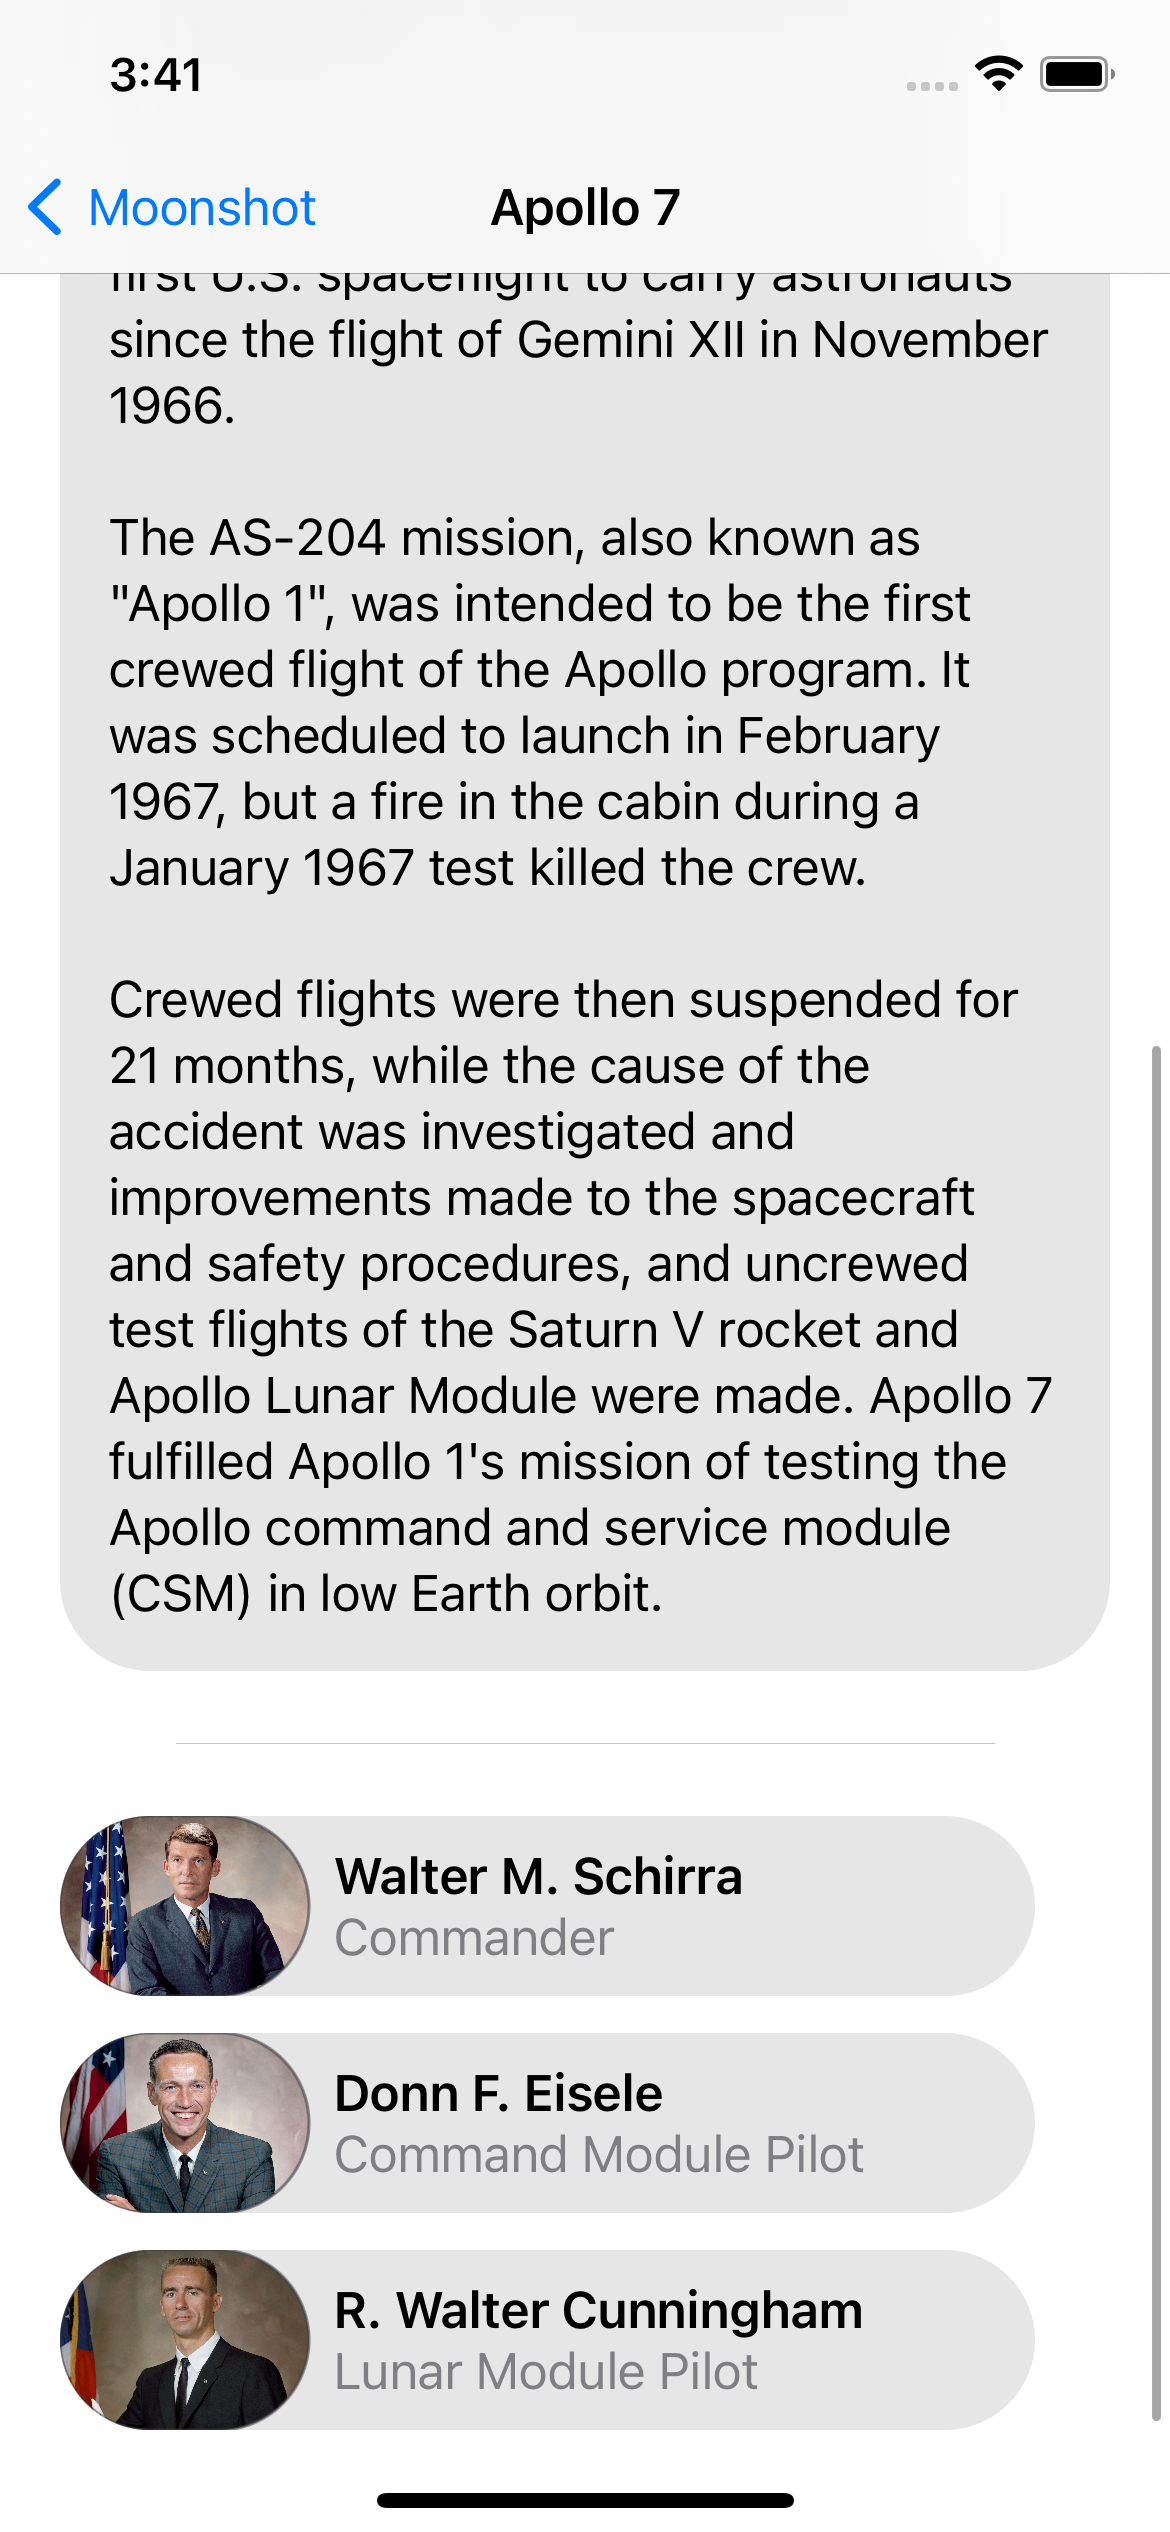 3:41
Moonshot
Apollo 7
first U.S. spaceflight to carry astronauts
since the flight of Gemini XII in November
1966.
The AS-204 mission, also known as
"Apollo 1", was intended to be the first
crewed flight of the Apollo program. It
was scheduled to launch in February
1967, but a fire in the cabin during a
January 1967 test killed the crew.
Crewed flights were then suspended for
21 months, while the cause of the
accident was investigated and
improvements made to the spacecraft
and safety procedures, and uncrewed
test flights of the Saturn V rocket and
Apollo Lunar Module were made. Apollo 7
fulfilled Apollo 1's mission of testing the
Apollo command and service module
(CSM) in low Earth orbit.
Walter M. Schirra
Commander
Donn F. Eisele
Command Module Pilot
R. Walter Cunningham
Lunar Module Pilot